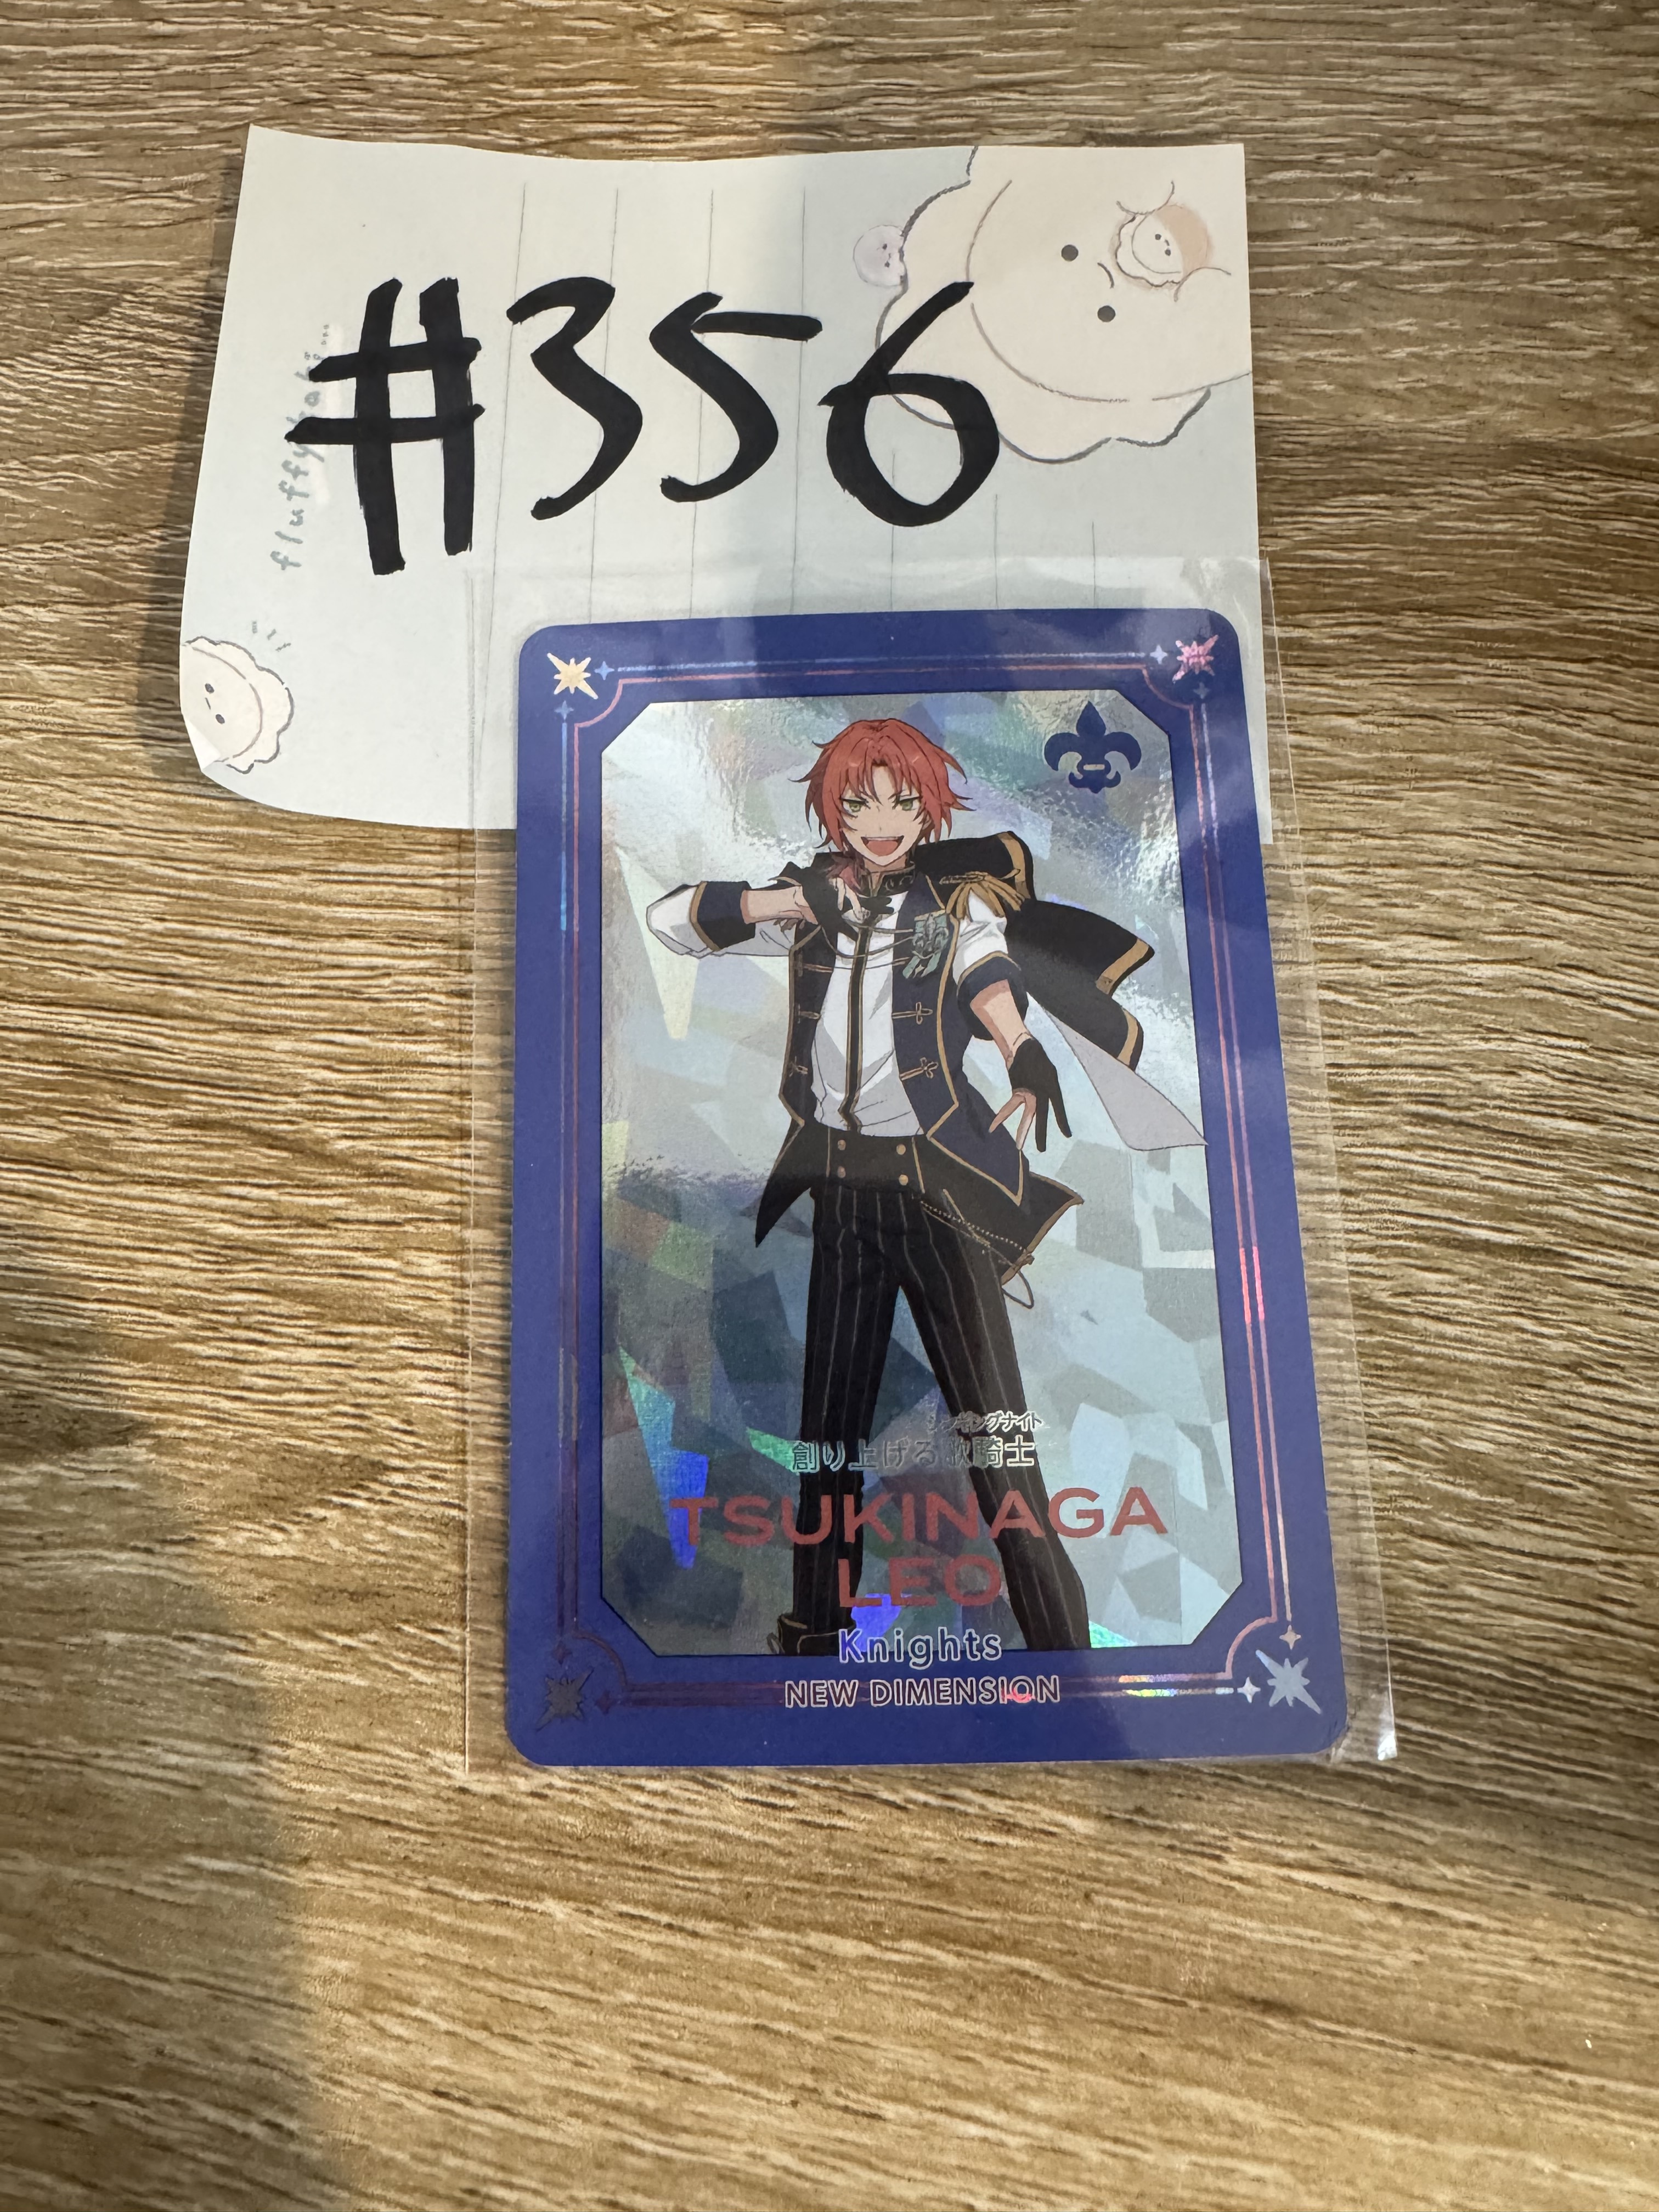 #356
シンギングナイト
創り上げる歌騎士
TSUKINAGA
LEO
Knights
NEW DIMENSION